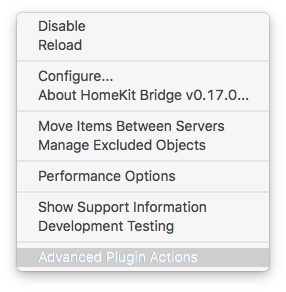 Disable
Reload
Configure...
About HomeKit Bridge v0.17.0...
Move Items Between Servers
Manage Excluded Objects
Performance Options
Show Support Information
Development Testing
Advanced Plugin Actions